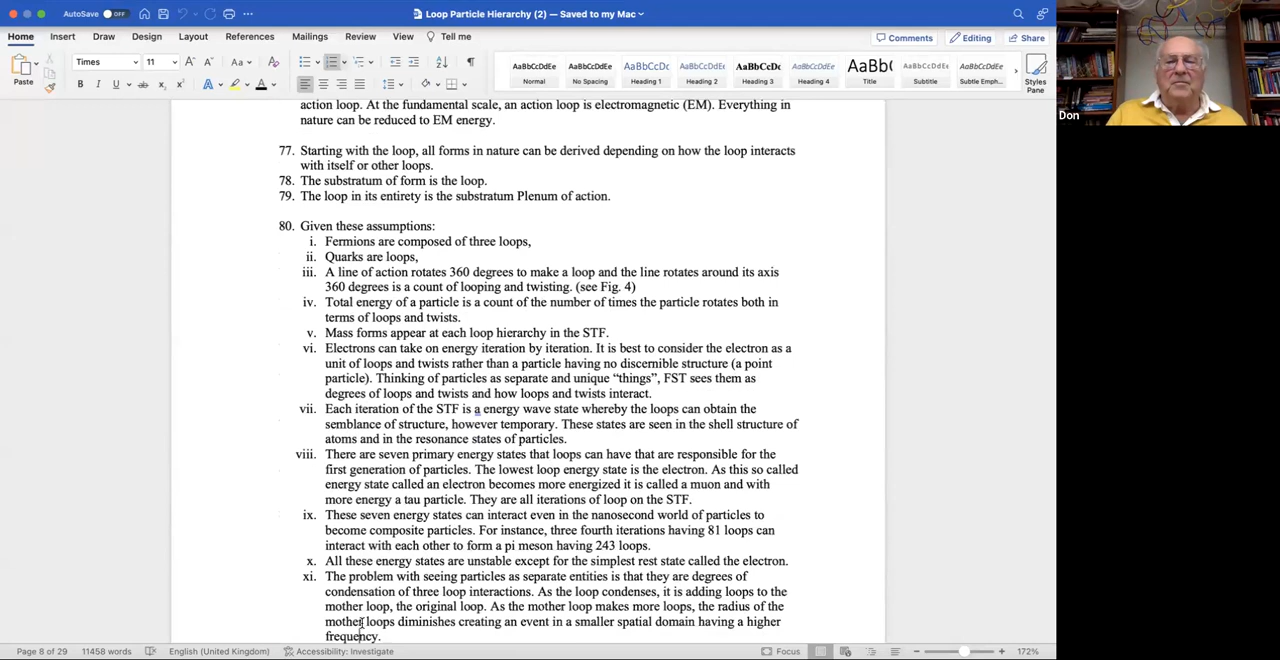 AutoSave OFF
Loop Particle Hierarchy (2) — Saved to my Mac
Home Insert Draw Design Layout References Mailings Review View Tell me
Comments Editing Share
Paste
Times 11
AaBbCcDdEe AaBbCcDdEe AaBbCcDd AaBbCcDd AaBbCcDd AaBbCcDd AaBb( AaBbCcDdEe AaBbCcDdEe
Normal No Spacing Heading 1 Heading 2 Heading 3 Heading 4 Title Subtitle Subtle Emph...
Styles
Pane
action loop. At the fundamental scale, an action loop is electromagnetic (EM). Everything in
nature can be reduced to EM energy.
77. Starting with the loop, all forms in nature can be derived depending on how the loop interacts
with itself or other loops.
78. The substratum of form is the loop.
79. The loop in its entirety is the substratum Plenum of action.
80. Given these assumptions:
i. Fermions are composed of three loops,
ii. Quarks are loops,
iii. A line of action rotates 360 degrees to make a loop and the line rotates around its axis
360 degrees is a count of looping and twisting. (see Fig. 4)
iv. Total energy of a particle is a count of the number of times the particle rotates both in
terms of loops and twists.
v. Mass forms appear at each loop hierarchy in the STF.
vi. Electrons can take on energy iteration by iteration. It is best to consider the electron as a
unit of loops and twists rather than a particle having no discernible structure (a point
particle). Thinking of particles as separate and unique “things”, FST sees them as
degrees of loops and twists and how loops and twists interact.
vii. Each iteration of the STF is a energy wave state whereby the loops can obtain the
semblance of structure, however temporary. These states are seen in the shell structure of
atoms and in the resonance states of particles.
viii. There are seven primary energy states that loops can have that are responsible for the
first generation of particles. The lowest loop energy state is the electron. As this so called
energy state called an electron becomes more energized it is called a muon and with
more energy a tau particle. They are all iterations of loop on the STF.
ix. These seven energy states can interact even in the nanosecond world of particles to
become composite particles. For instance, three fourth iterations having 81 loops can
interact with each other to form a pi meson having 243 loops.
x. All these energy states are unstable except for the simplest rest state called the electron.
xi. The problem with seeing particles as separate entities is that they are degrees of
condensation of three loop interactions. As the loop condenses, it is adding loops to the
mother loop, the original loop. As the mother loop makes more loops, the radius of the
mother loops diminishes creating an event in a smaller spatial domain having a higher
frequency.
Page 8 of 29 11458 words English (United Kingdom) Accessibility: Investigate Focus 172%
Don